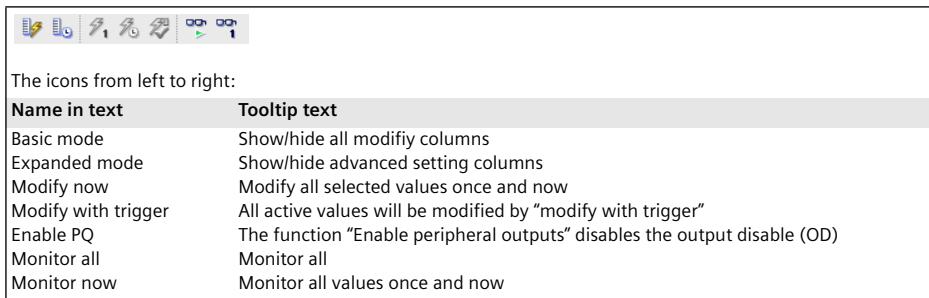 1
1
The icons from left to right:
Name in text Tooltip text
Basic mode Show/hide all modifiy columns
Expanded mode Show/hide advanced setting columns
Modify now Modify all selected values once and now
Modify with trigger All active values will be modified by “modify with trigger”
Enable PQ The function “Enable peripheral outputs” disables the output disable (OD)
Monitor all Monitor all
Monitor now Monitor all values once and now